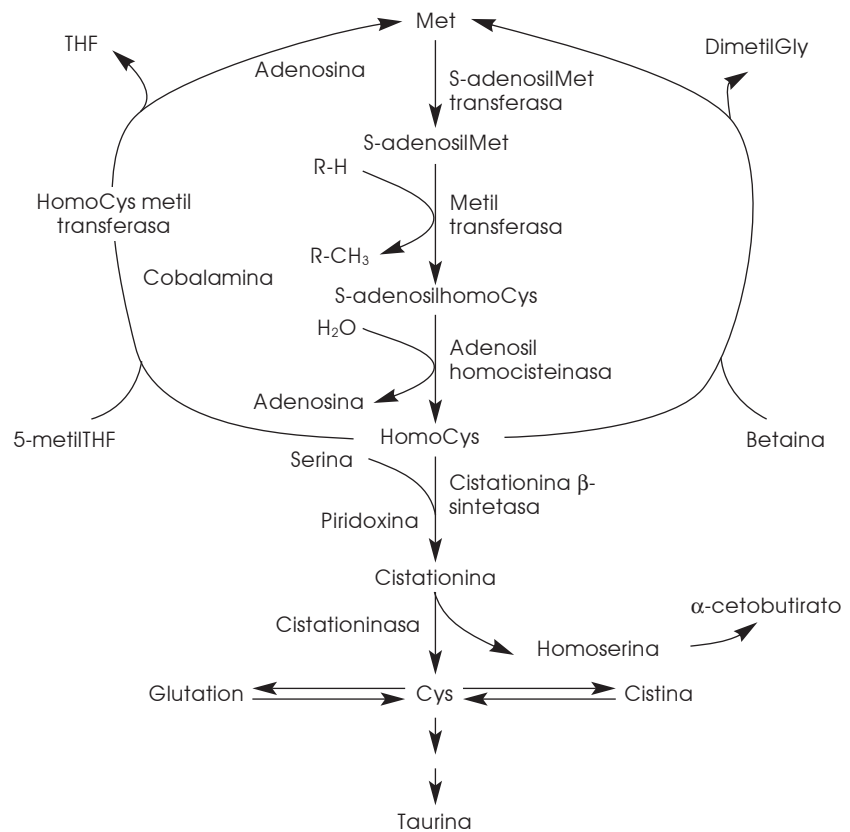 Met
THF
DimetilGly
Adenosina
S-adenosilMet
transferasa
S-adenosilMet
R-H
HomoCys metil
transferasa
Metil
transferasa
R-CH₃
Cobalamina
S-adenosilhomoCys
H₂O
Adenosil
homocisteinasa
Adenosina
5-metilTHF
HomoCys
Betaina
Serina
Cistationina β-
sintetasa
Piridoxina
Cistationina
α-cetobutirato
Cistationinasa
Homoserina
Glutation
Cys
Cistina
Taurina